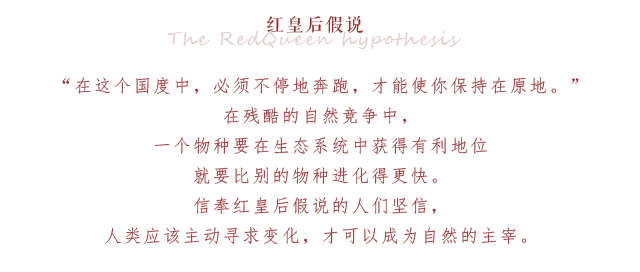 红皇后假说
The RedQueen hypothesis
“在这个国度中，必须不停地奔跑，才能使你保持在原地。”
在残酷的自然竞争中，
一个物种要在生态系统中获得有利地位
就要比别的物种进化得更快。
信奉红皇后假说的人们坚信，
人类应该主动寻求变化，才可以成为自然的主宰。